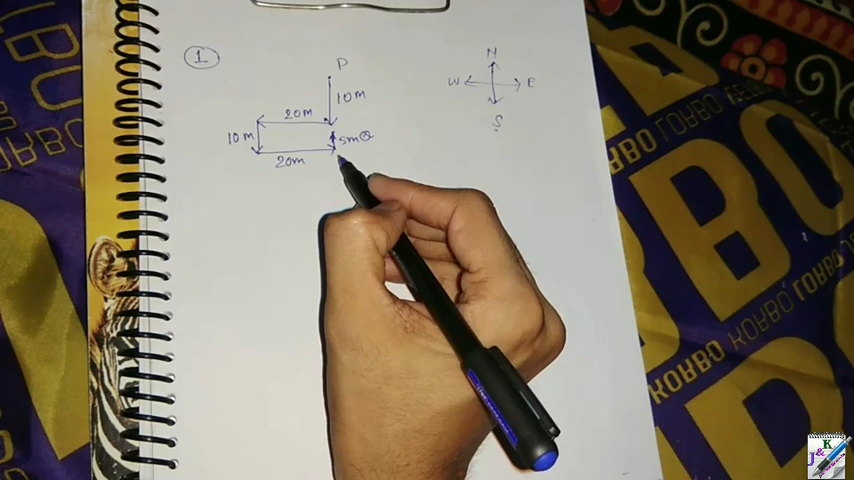 1
P
10M
20M
10M
5M Q
20M
N
W E
S
LORBO KORBO
KORBO KORBO LORBO
J&K